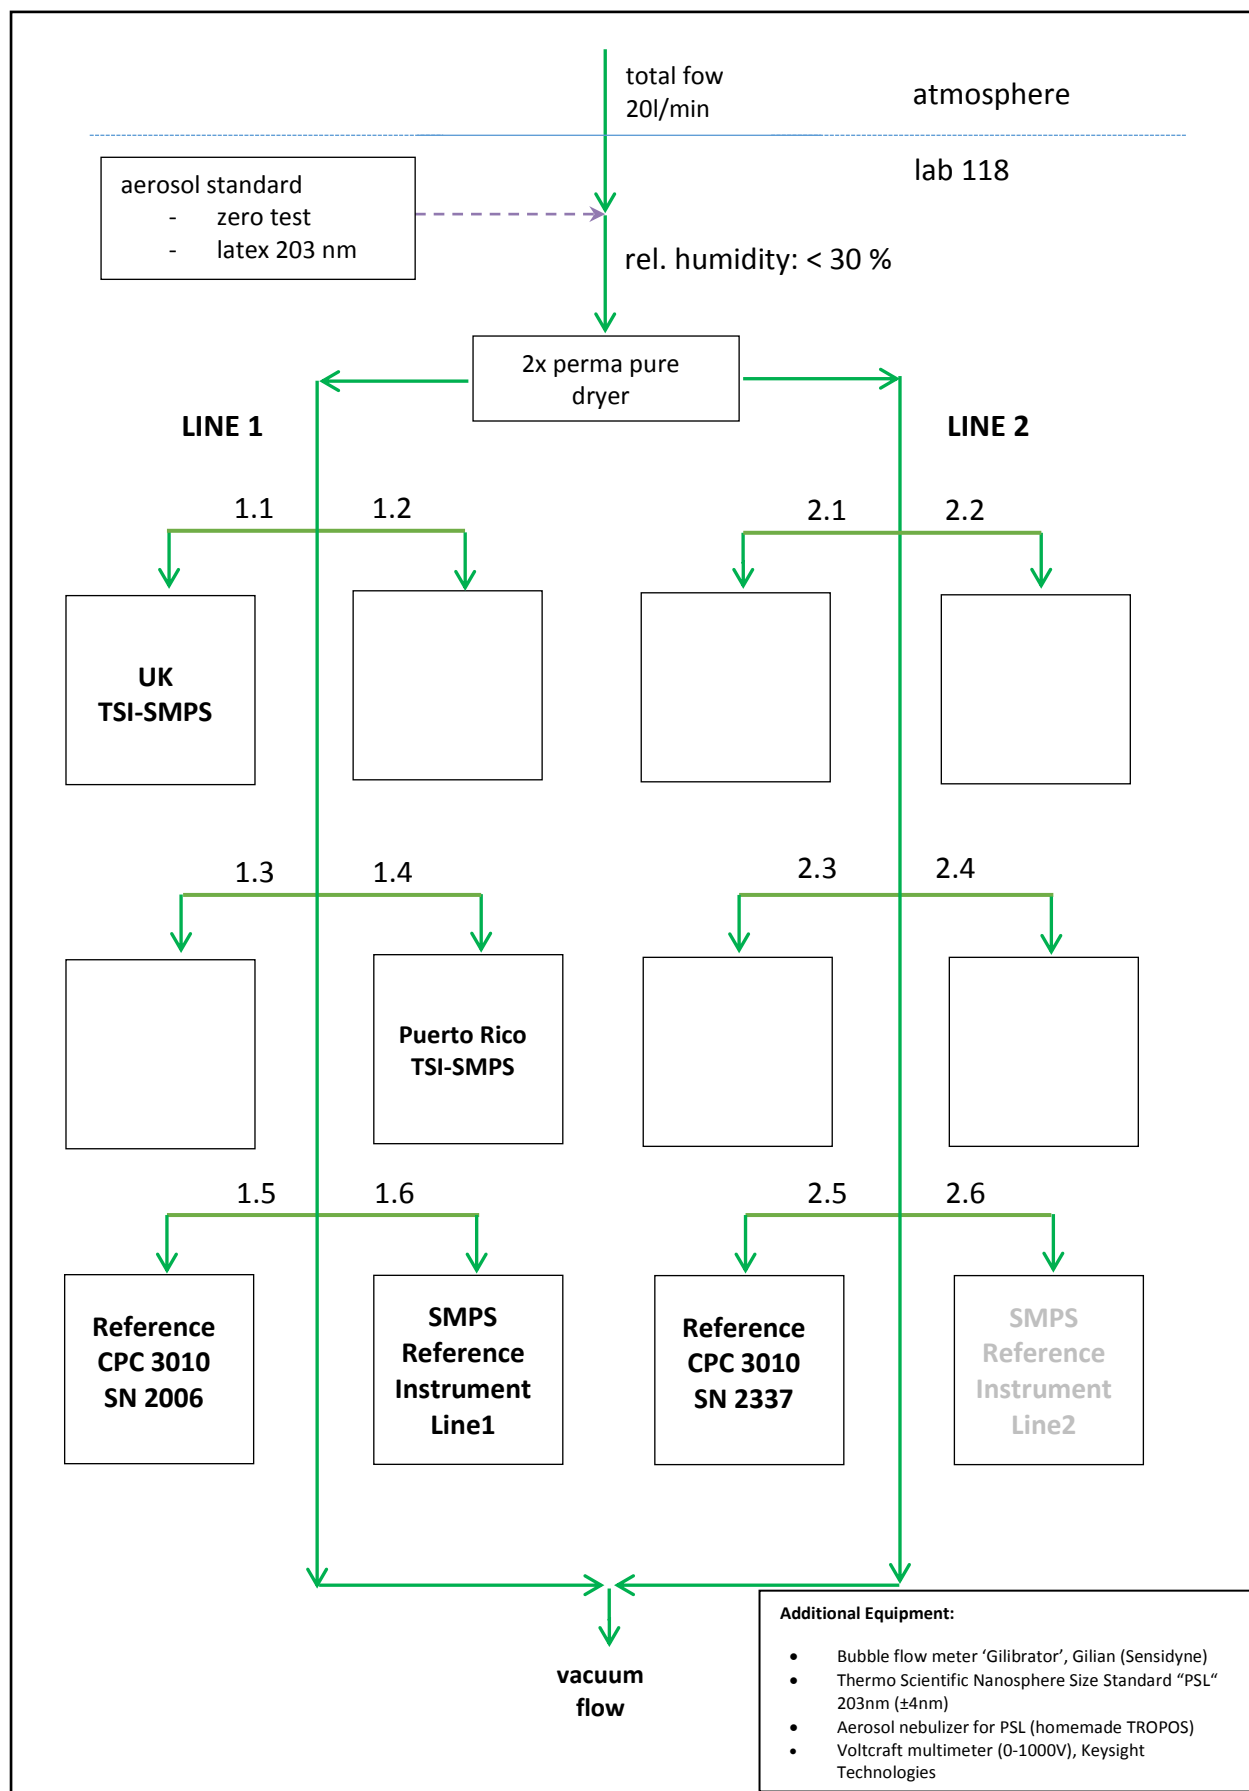 total fow
20l/min
atmosphere
lab 118
aerosol standard
- zero test
- latex 203 nm
rel. humidity: < 30 %
2x perma pure
dryer
LINE 1
LINE 2
1.1
1.2
2.1
2.2
UK
TSI-SMPS
1.3
1.4
2.3
2.4
Puerto Rico
TSI-SMPS
1.5
1.6
2.5
2.6
Reference
CPC 3010
SN 2006
SMPS
Reference
Instrument
Line1
Reference
CPC 3010
SN 2337
SMPS
Reference
Instrument
Line2
vacuum
flow
Additional Equipment:
• Bubble flow meter ‘Gilibrator’, Gilian (Sensidyne)
• Thermo Scientific Nanosphere Size Standard “PSL“
203nm (±4nm)
• Aerosol nebulizer for PSL (homemade TROPOS)
• Voltcraft multimeter (0-1000V), Keysight
Technologies